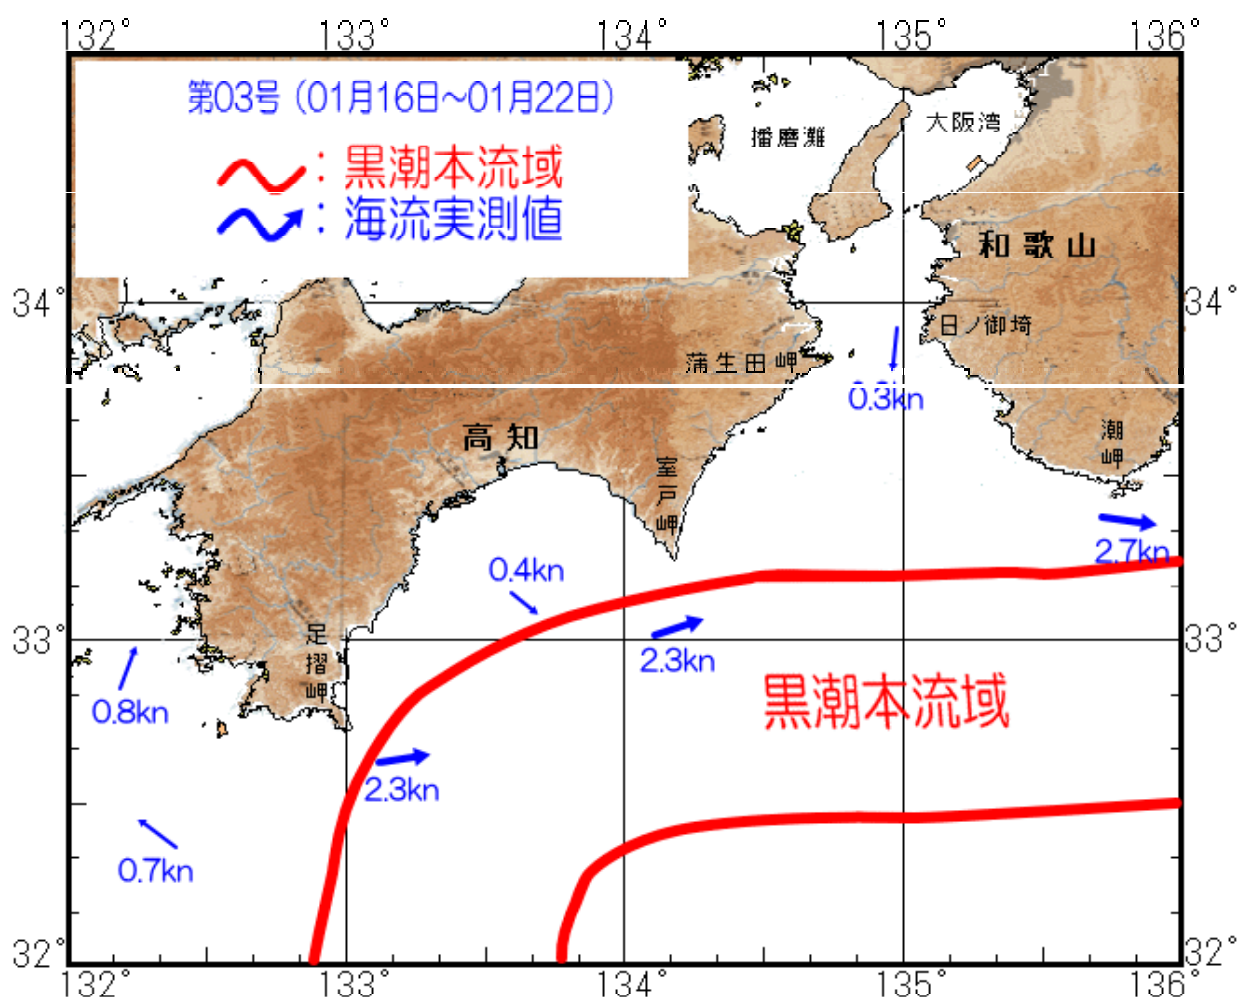 132° 133° 134° 135° 136°
第03号（01月16日～01月22日）
：黒潮本流域
：海流実測値
播磨灘
大阪湾
和歌山
34° 34°
日ノ御埼
蒲生田岬
0.3kn
高知
潮岬
室戸岬
2.7kn
0.4kn
33° 33°
足摺岬
2.3kn
0.8kn
黒潮本流域
2.3kn
0.7kn
32° 32°
132° 133° 134° 135° 136°